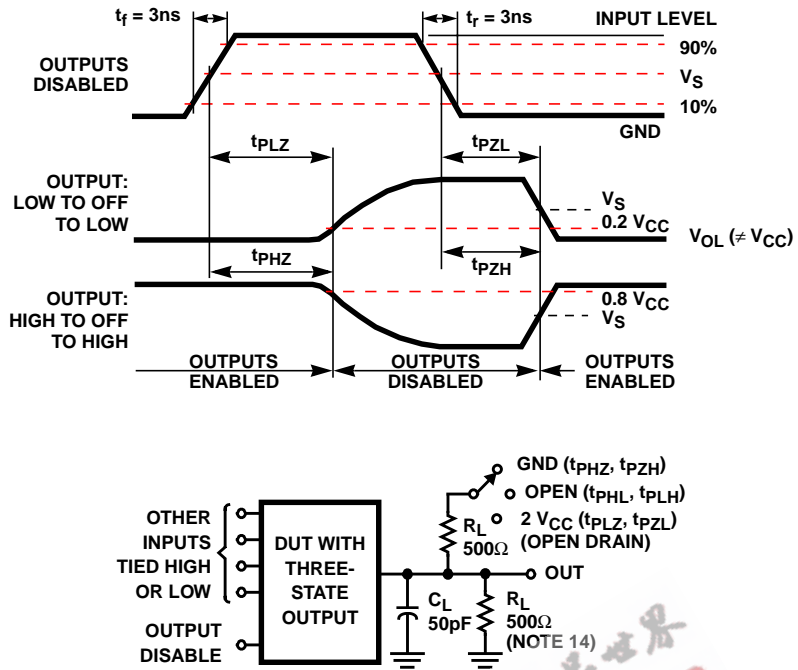 tf = 3ns
tr = 3ns
INPUT LEVEL
90%
VS
10%
GND
OUTPUTS
DISABLED
tPLZ
tPZL
OUTPUT:
LOW TO OFF
TO LOW
VS
0.2 VCC
VOL (≠ VCC)
tPHZ
tPZH
OUTPUT:
HIGH TO OFF
TO HIGH
0.8 VCC
VS
OUTPUTS
ENABLED
OUTPUTS
DISABLED
OUTPUTS
ENABLED
GND (tPHZ, tPZH)
OPEN (tPHL, tPLH)
2 VCC (tPLZ, tPZL)
(OPEN DRAIN)
RL
500Ω
OTHER
INPUTS
TIED HIGH
OR LOW
OUTPUT
DISABLE
DUT WITH
THREE-
STATE
OUTPUT
OUT
CL
50pF
RL
500Ω
(NOTE 14)